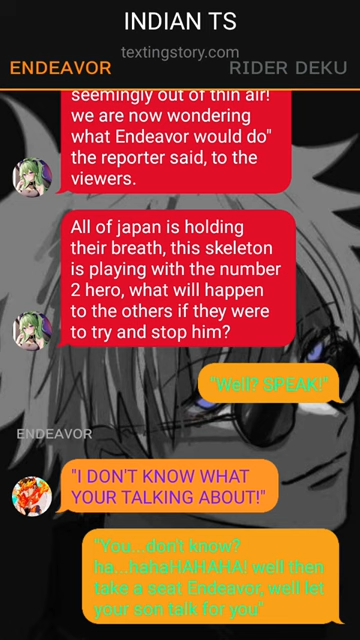 INDIAN TS
textingstory.com
ENDEAVOR RIDER DEKU
seemingly out of thin air!
we are now wondering
what Endeavor would do"
the reporter said, to the
viewers.
All of japan is holding
their breath, this skeleton
is playing with the number
2 hero, what will happen
to the others if they were
to try and stop him?
"Well? SPEAK!"
ENDEAVOR
"I DON'T KNOW WHAT
YOUR TALKING ABOUT!"
"You...don't know?
ha...hahaHAHAHA! well then
take a seat Endeavor, well let
your son talk for you"